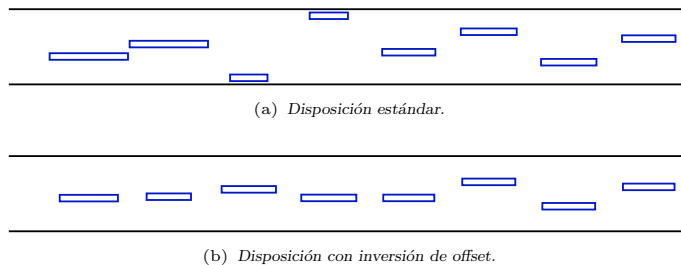 (a) Disposición estándar.
(b) Disposición con inversión de offset.